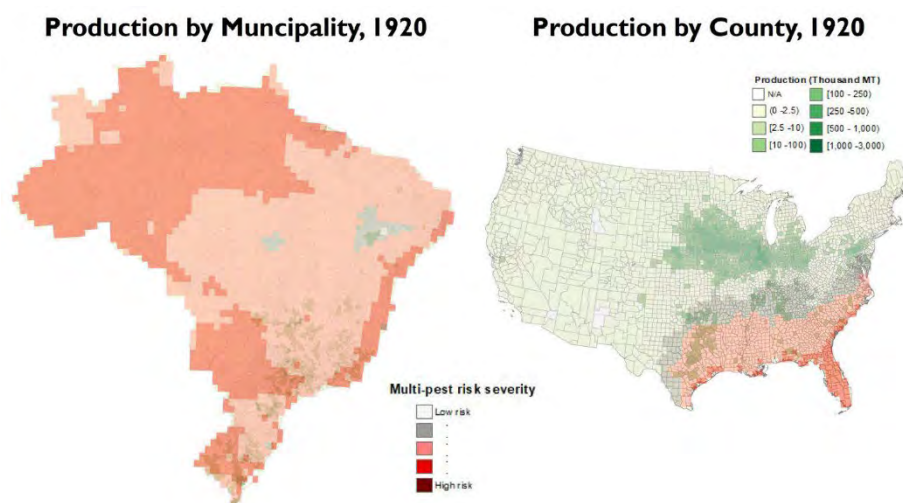 Production by Muncipality, 1920
Production by County, 1920
Production (Thousand MT)
N/A
(0 -2.5)
[2.5 -10)
[10 -100)
[100 - 250)
[250 -500)
[500 - 1,000)
[1,000 -3,000)
Multi-pest risk severity
Low risk
High risk